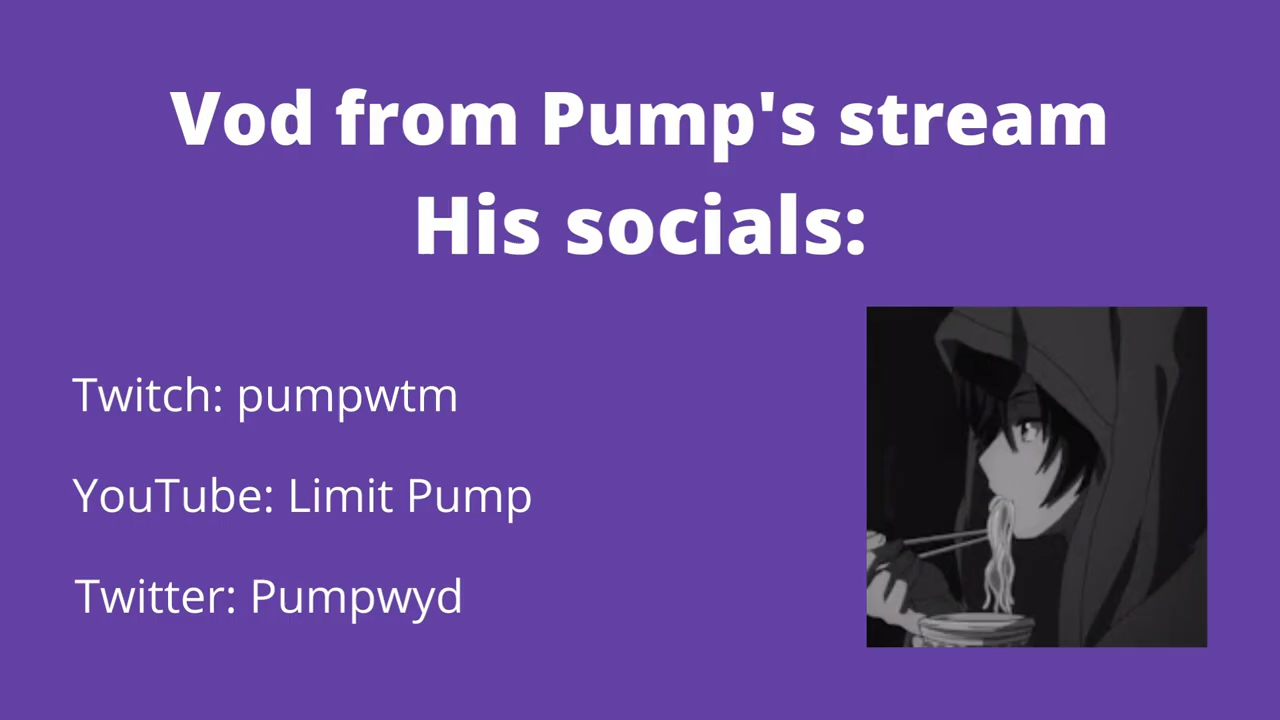 Vod from Pump's stream
His socials:
Twitch: pumpwtm
YouTube: Limit Pump
Twitter: Pumpwyd